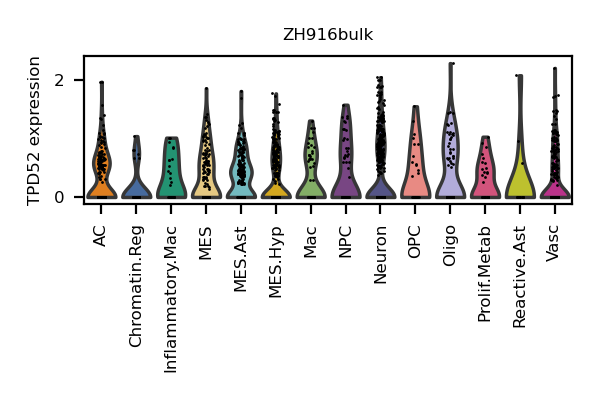 ZH916bulk
TPD52 expression
2
0
AC
Chromatin.Reg
Inflammatory.Mac
MES
MES.Ast
MES.Hyp
Mac
NPC
Neuron
OPC
Oligo
Prolif.Metab
Reactive.Ast
Vasc